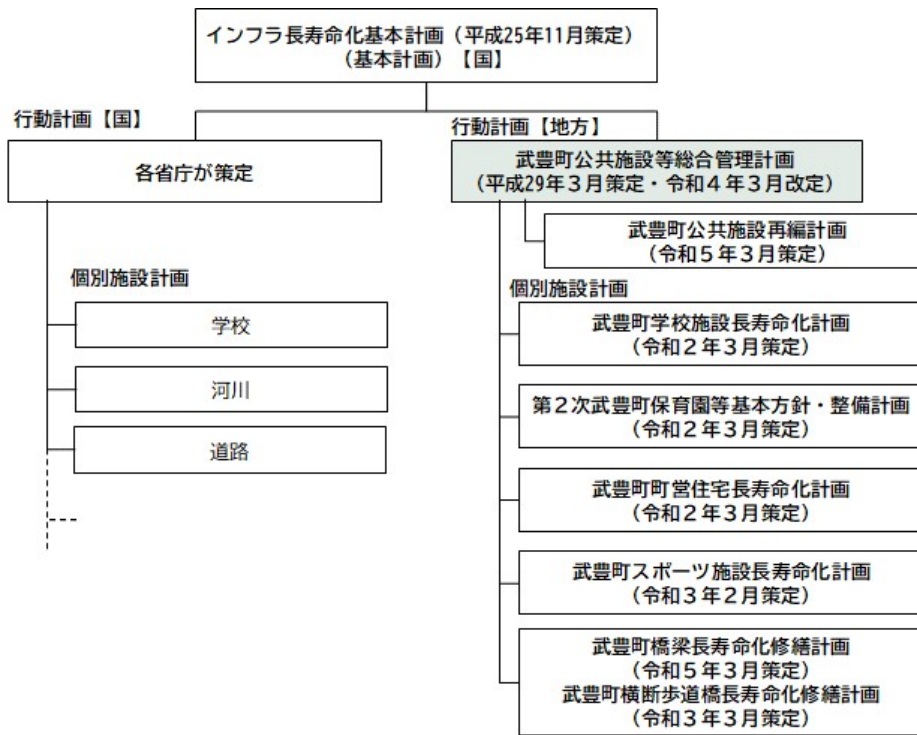 インフラ長寿命化基本計画（平成25年11月策定）
（基本計画）【国】
行動計画【国】
各省庁が策定
個別施設計画
学校
河川
道路
行動計画【地方】
武豊町公共施設等総合管理計画
（平成29年３月策定・令和４年３月改定）
武豊町公共施設再編計画
（令和５年３月策定）
個別施設計画
武豊町学校施設長寿命化計画
（令和２年３月策定）
第２次武豊町保育園等基本方針・整備計画
（令和２年３月策定）
武豊町町営住宅長寿命化計画
（令和２年３月策定）
武豊町スポーツ施設長寿命化計画
（令和３年２月策定）
武豊町橋梁長寿命化修繕計画
（令和５年３月策定）
武豊町横断歩道橋長寿命化修繕計画
（令和３年３月策定）